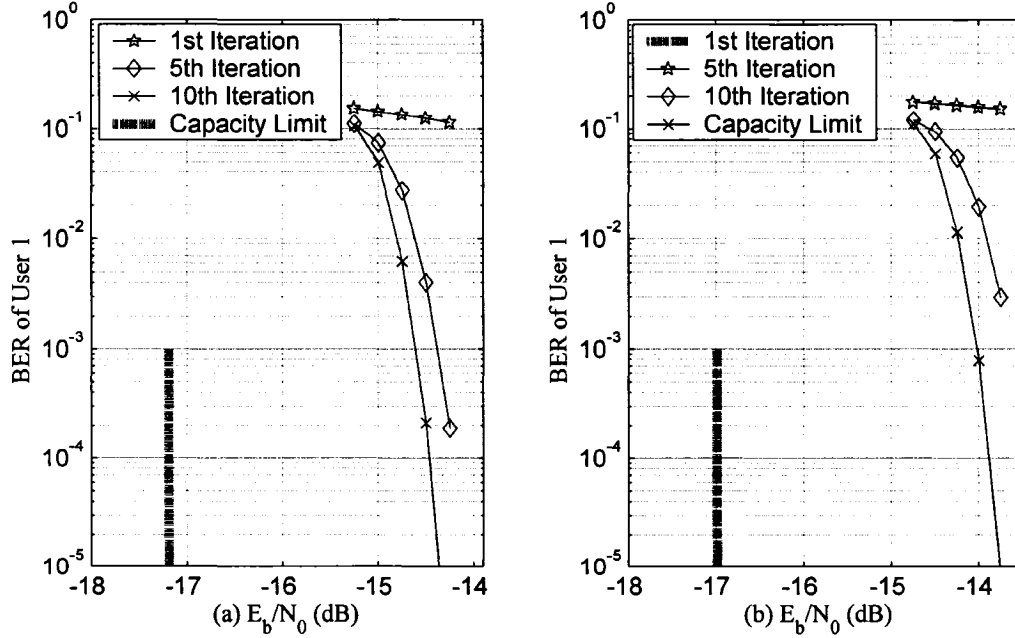 BER of User 1
10^0
10^-1
10^-2
10^-3
10^-4
10^-5
1st Iteration
5th Iteration
10th Iteration
Capacity Limit
-18
-17
-16
-15
-14
(a) E_b/N_0 (dB)
BER of User 1
10^0
10^-1
10^-2
10^-3
10^-4
10^-5
1st Iteration
5th Iteration
10th Iteration
Capacity Limit
-18
-17
-16
-15
-14
(b) E_b/N_0 (dB)